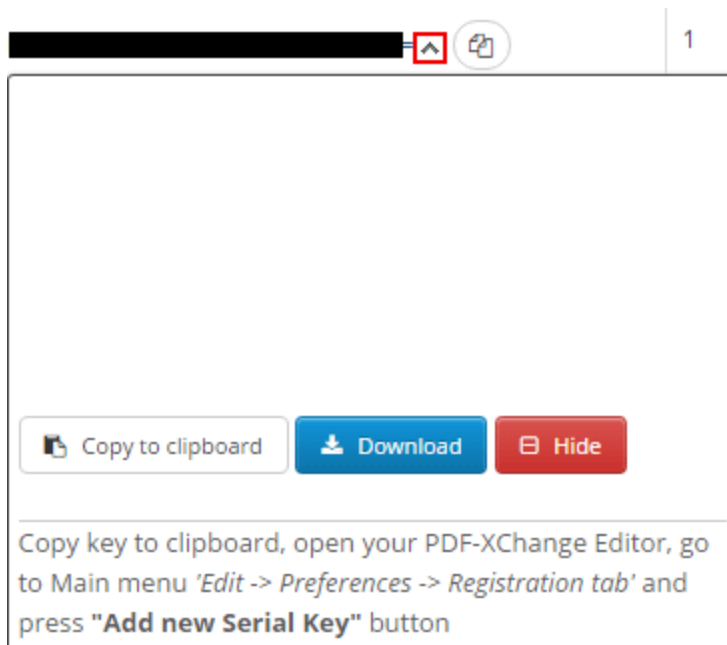 = 1
Copy to clipboard Download Hide
Copy key to clipboard, open your PDF-XChange Editor, go
to Main menu 'Edit -> Preferences -> Registration tab' and
press "Add new Serial Key" button